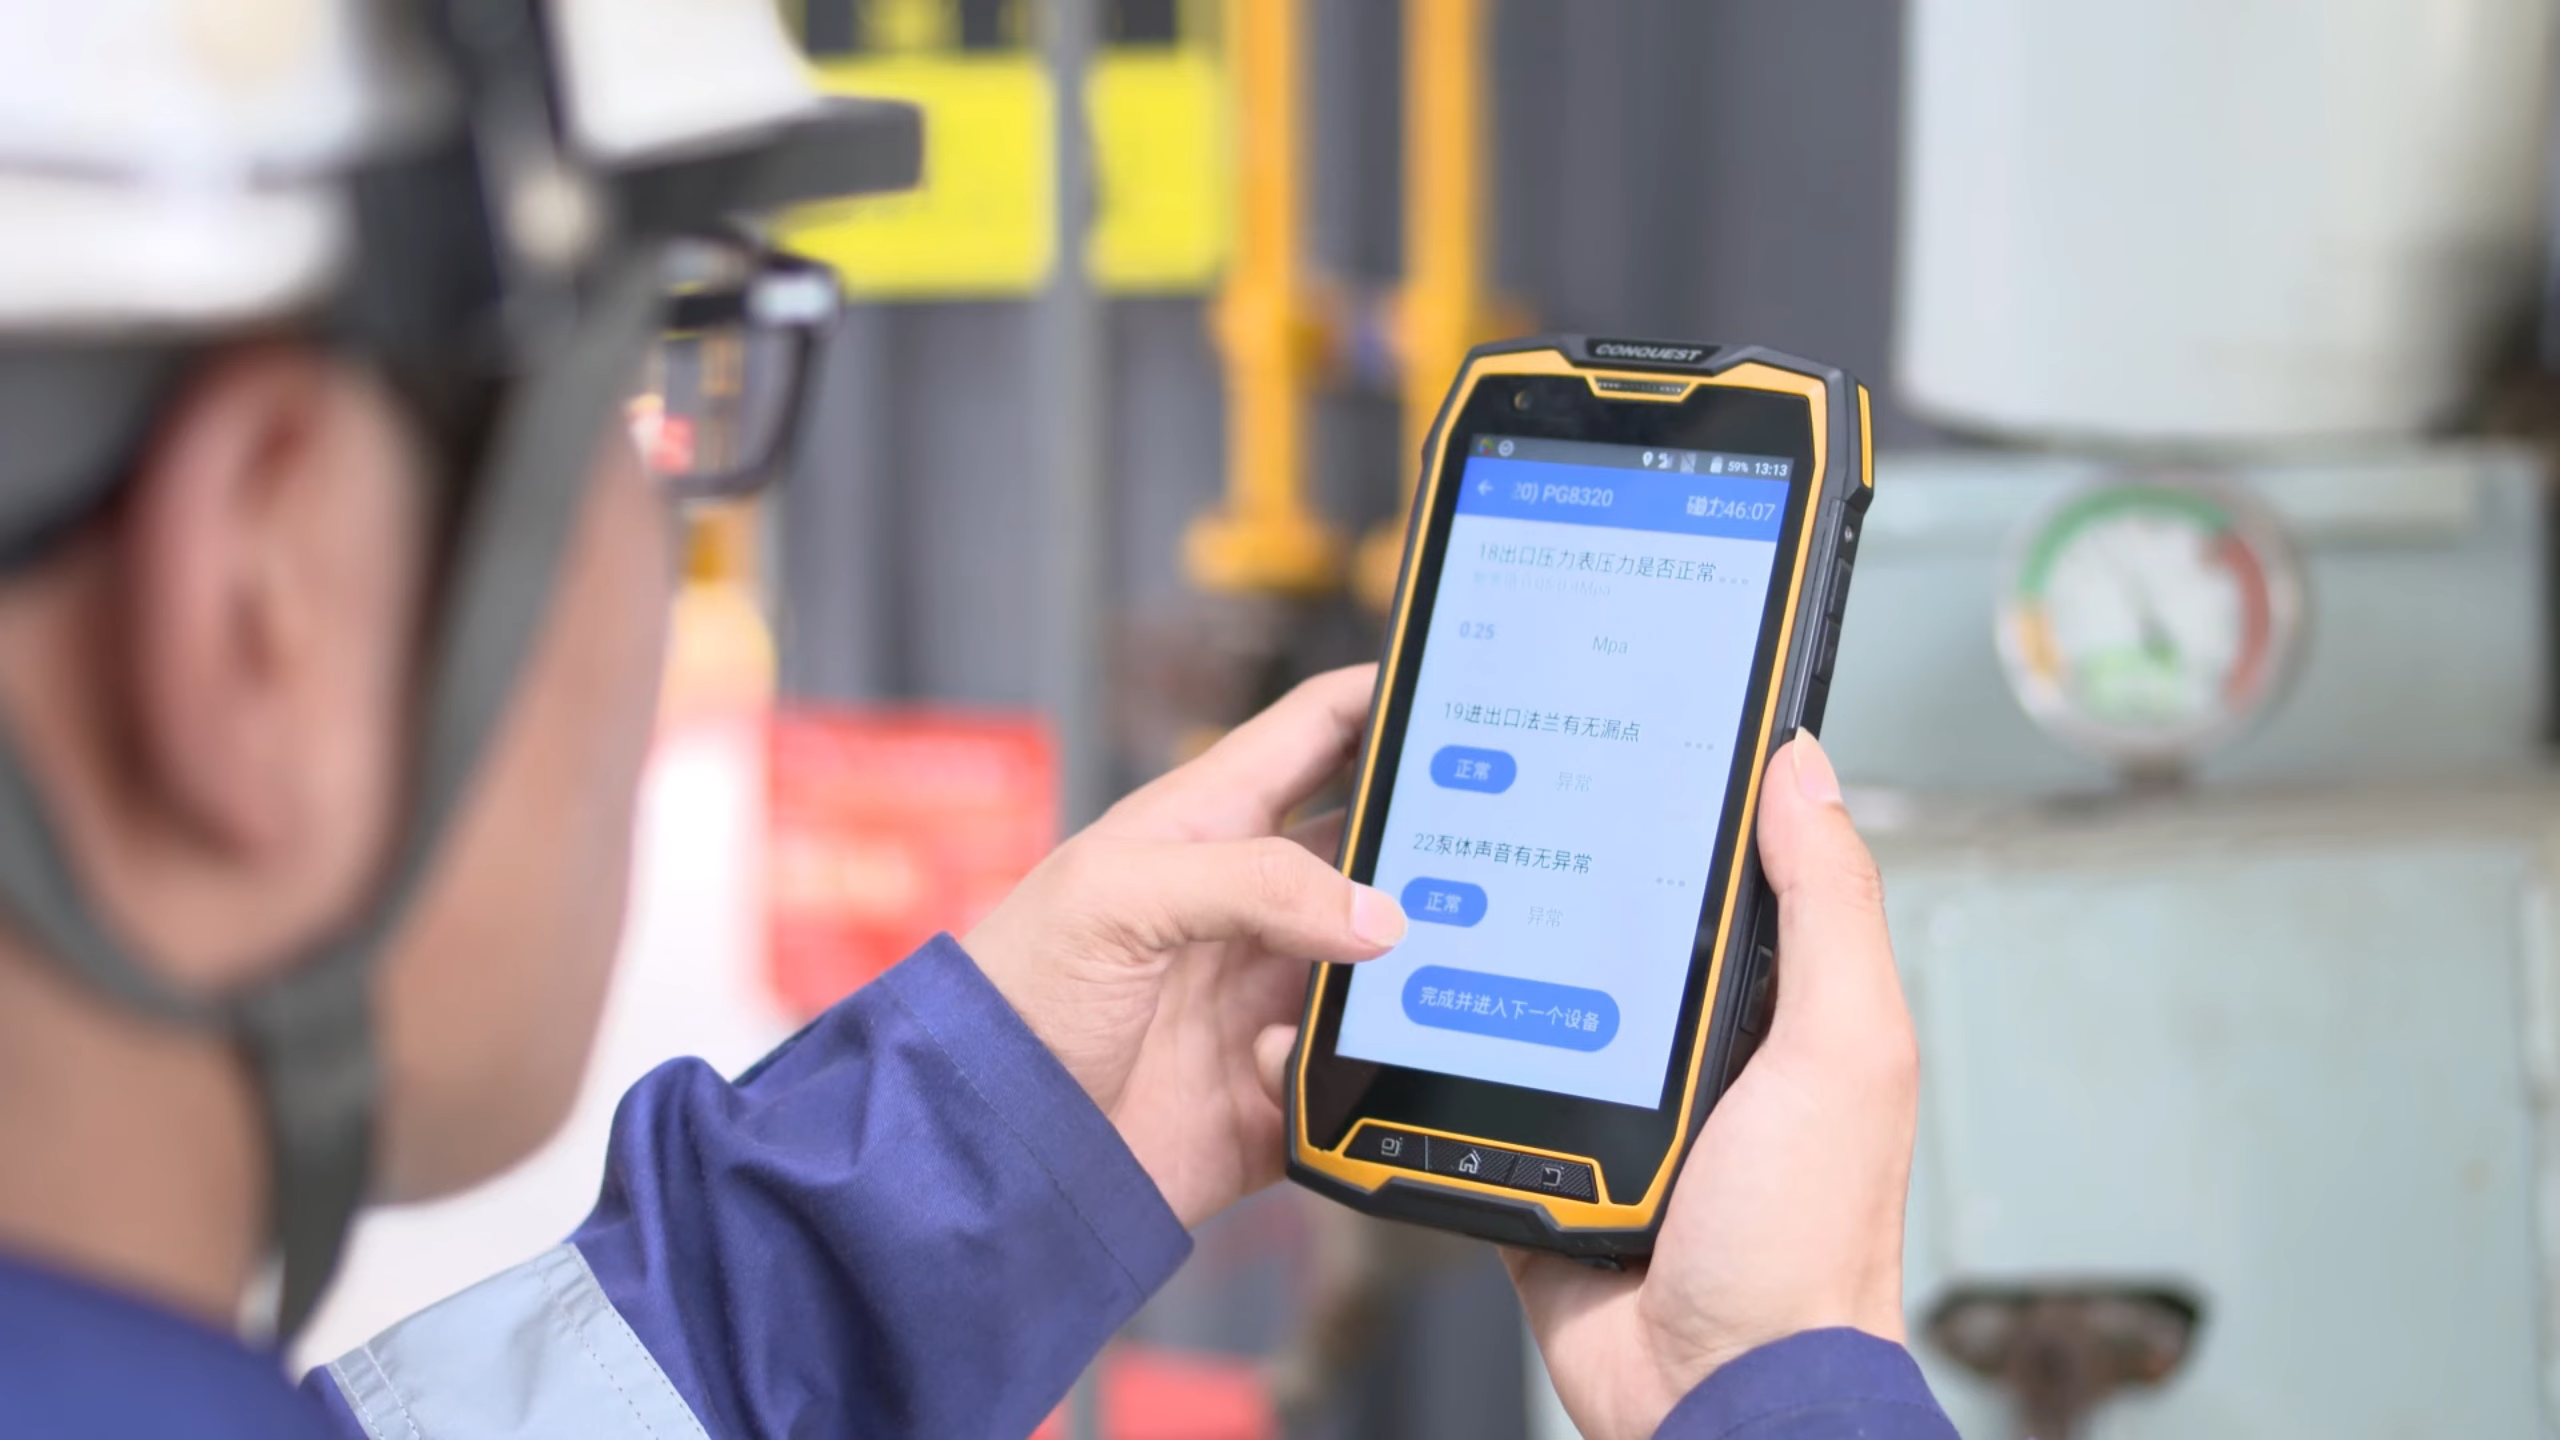 CONQUEST
59% 13:13
20) PG8320
46:07
18出口压力表压力是否正常
0.25 Mpa
19进出口法兰有无漏点
正常 异常
22泵体声音有无异常
正常 异常
完成并进入下一个设备